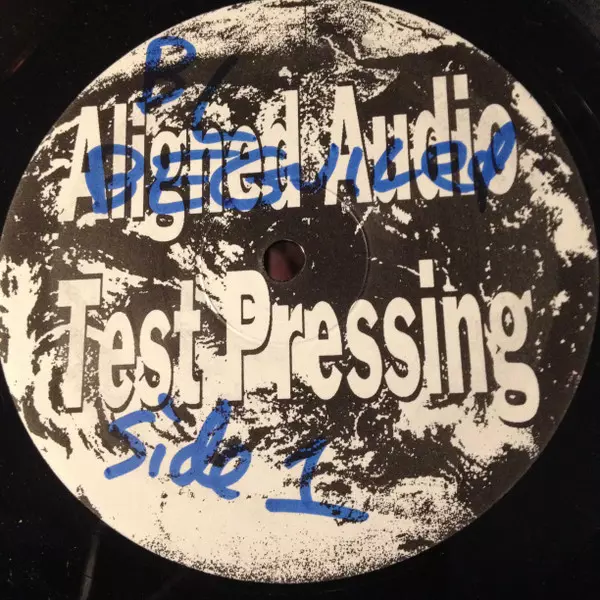 B/
Aligned Audio
Test Pressing
Side 1